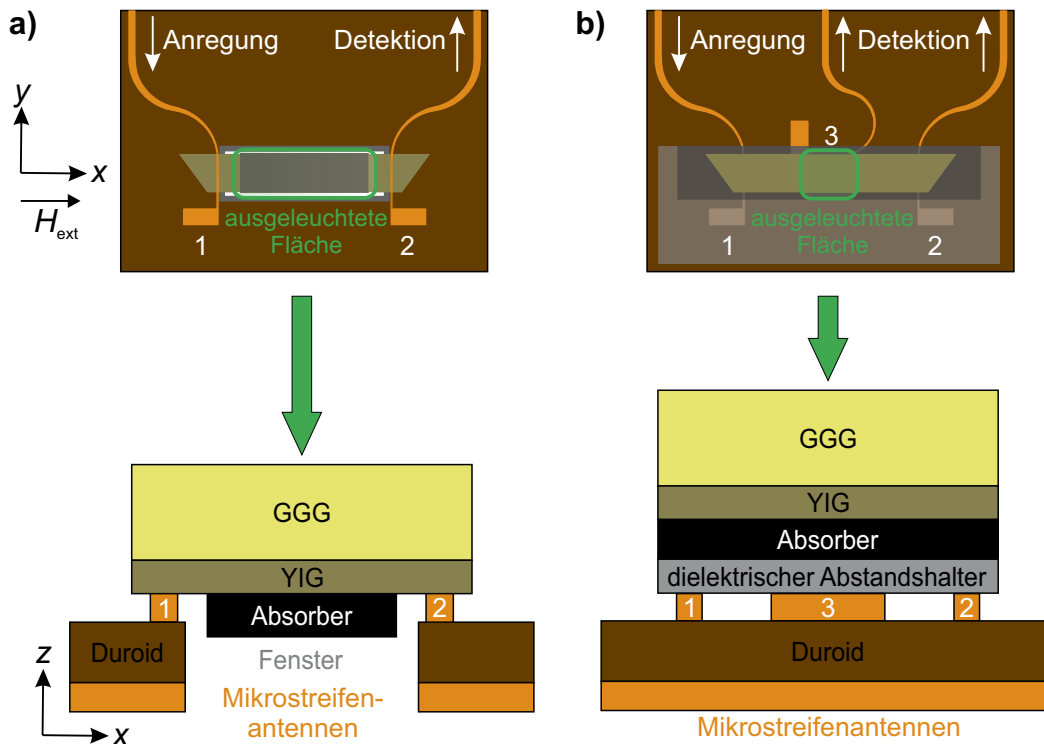 a)
Anregung
Detektion
y
x
H_ext
ausgeleuchtete
Fläche
1
2
GGG
YIG
1
2
Absorber
Duroid
Fenster
Mikrostreifen-
antennen
z
x
b)
Anregung
Detektion
3
ausgeleuchtete
Fläche
1
2
GGG
YIG
Absorber
dielektrischer Abstandshalter
1
3
2
Duroid
Mikrostreifenantennen